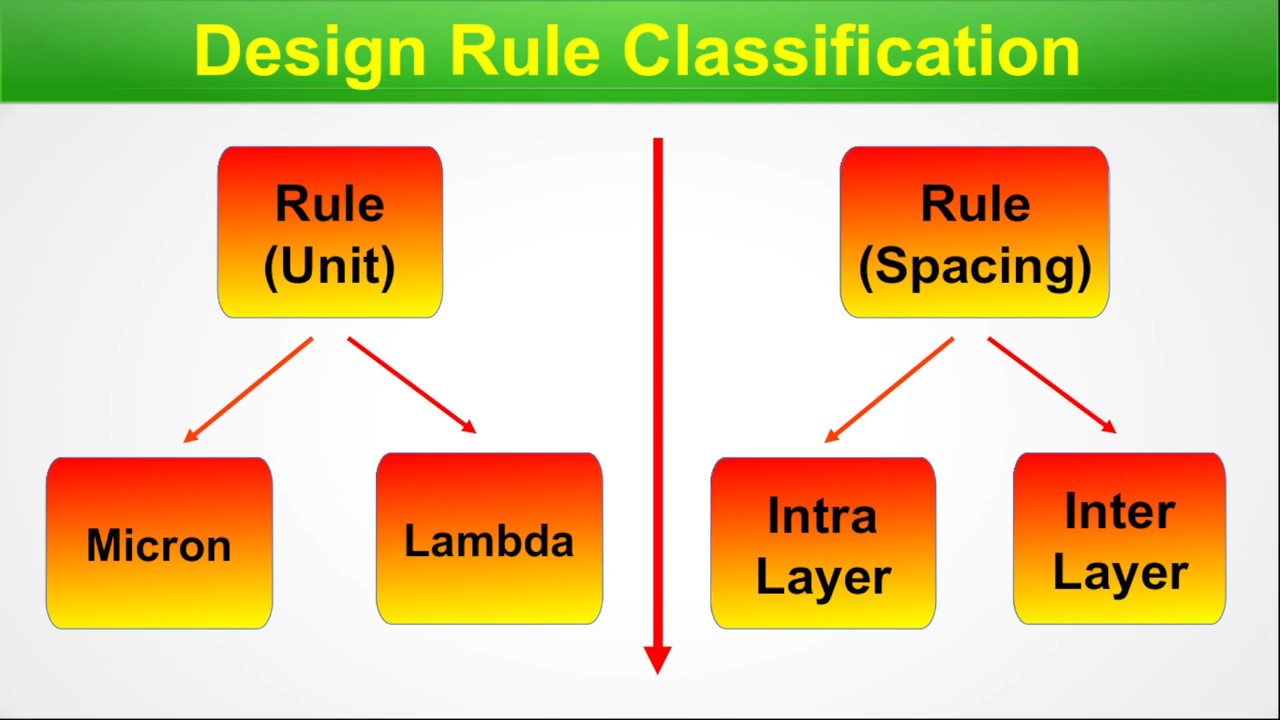 Design Rule Classification
Rule
(Unit)
Rule
(Spacing)
Micron
Lambda
Intra
Layer
Inter
Layer